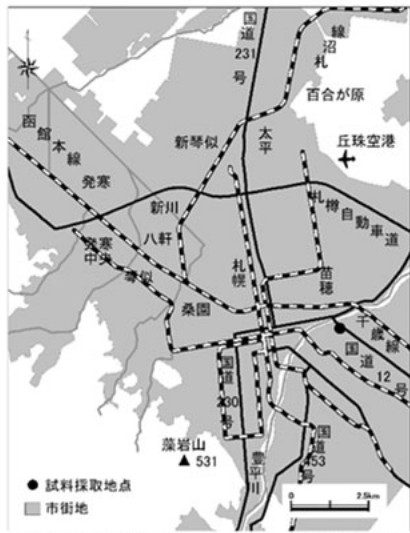 国道231号
札沼線
百合が原
函館本線
新琴似
太平
丘珠空港
発寒
新川
札樽自動車道
八軒
発寒中央
琴似
札幌
苗穂
桑園
千歳線
国道12号
国道230号
藻岩山
▲ 531
豊平川
国道453号
● 試料採取地点
市街地
0 2.5km